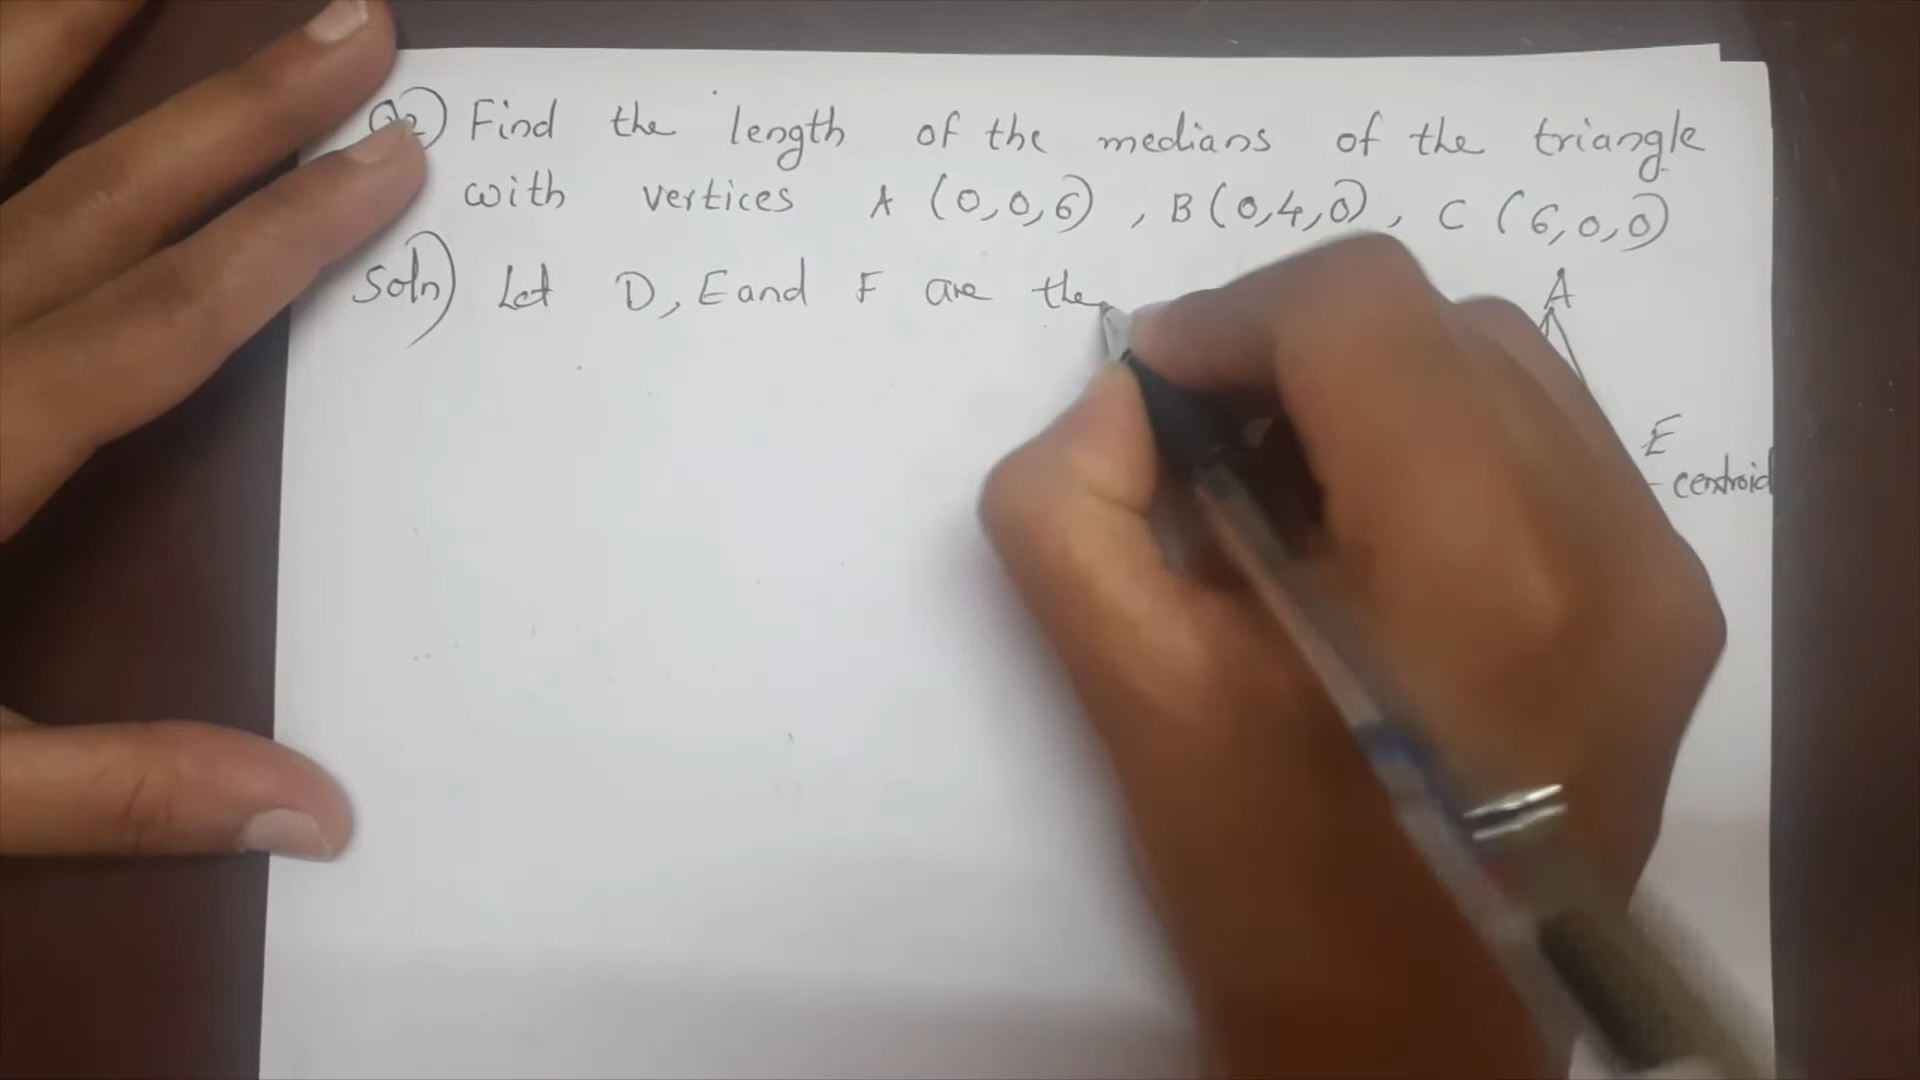 Q2) Find the length of the medians of the triangle
with vertices A (0,0,6) , B (0,4,0) , C (6,0,0)
Soln) Let D, E and F are the
A
E
centroid